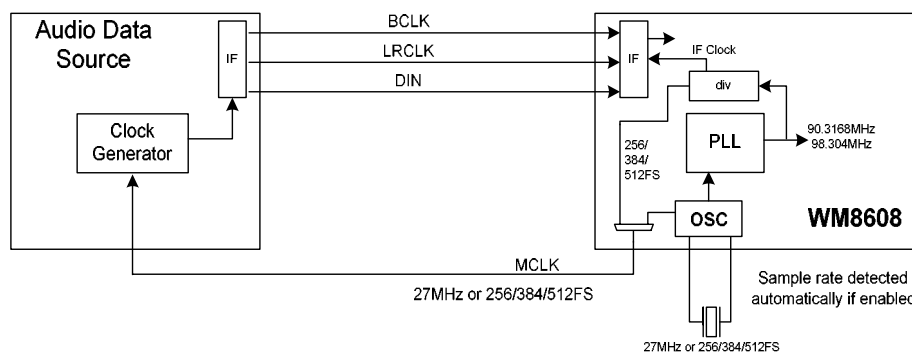 Audio Data
Source
IF
Clock
Generator
BCLK
LRCLK
DIN
IF
IF Clock
div
256/
384/
512FS
PLL
90.3168MHz
98.304MHz
OSC
WM8608
MCLK
27MHz or 256/384/512FS
Sample rate detected
automatically if enabled
27MHz or 256/384/512FS